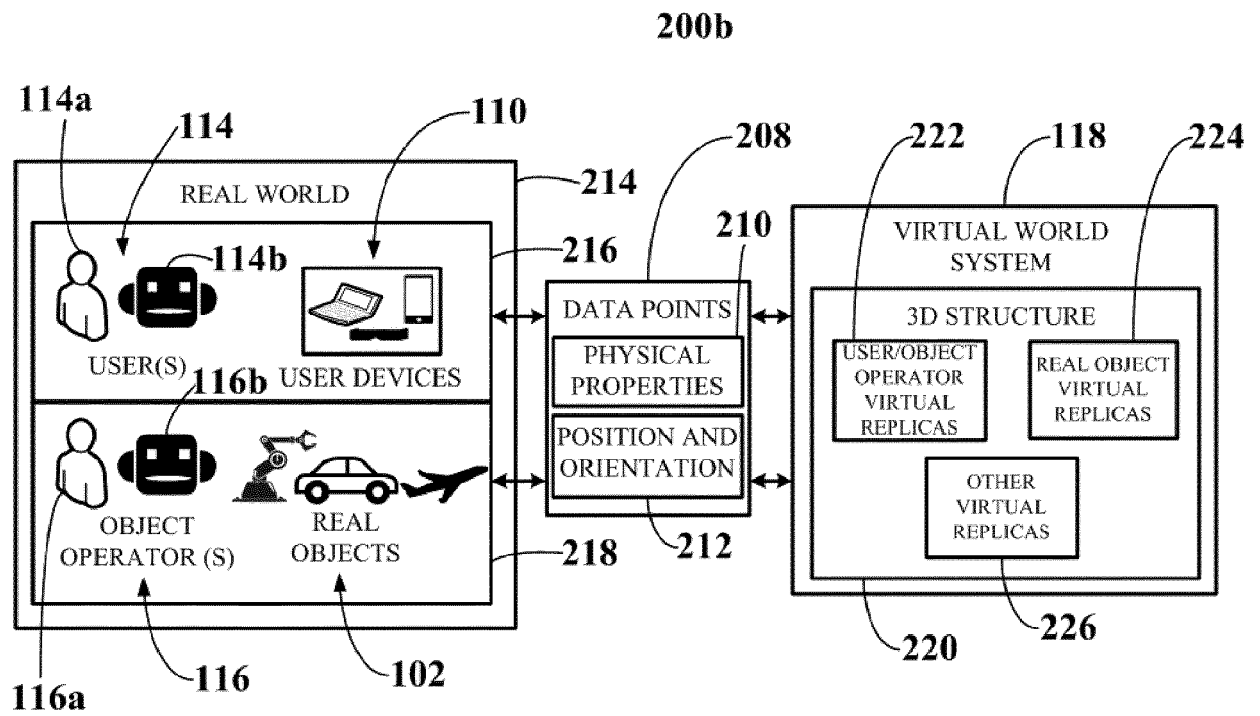 200b
114a
114
110
208
222
118
224
REAL WORLD
214
216
114b
USER(S)
USER DEVICES
210
DATA POINTS
PHYSICAL
PROPERTIES
POSITION AND
ORIENTATION
212
VIRTUAL WORLD
SYSTEM
3D STRUCTURE
USER/OBJECT
OPERATOR
VIRTUAL
REPLICAS
REAL OBJECT
VIRTUAL
REPLICAS
OTHER
VIRTUAL
REPLICAS
116b
OBJECT
OPERATOR (S)
REAL
OBJECTS
218
116a
116
102
220
226